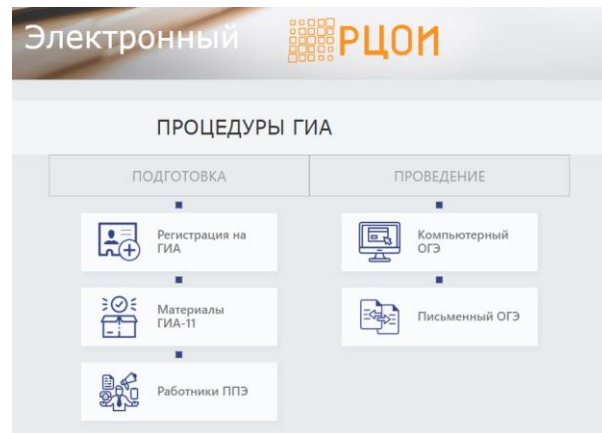 Электронный РЦОИ
ПРОЦЕДУРЫ ГИА
ПОДГОТОВКА
ПРОВЕДЕНИЕ
Регистрация на
ГИА
Компьютерный
ОГЭ
Материалы
ГИА-11
Письменный ОГЭ
Работники ППЭ